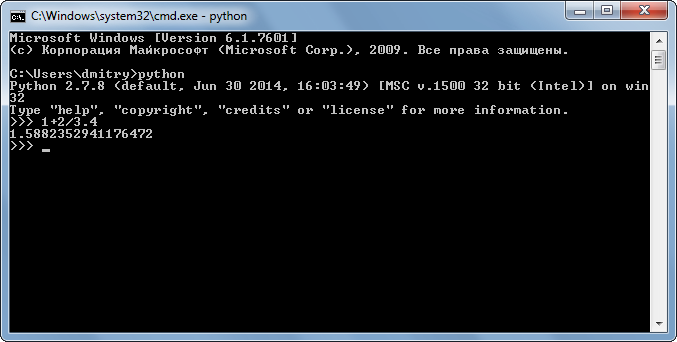 C:\Windows\system32\cmd.exe - python
Microsoft Windows [Version 6.1.7601]
(c) Корпорация Майкрософт (Microsoft Corp.), 2009. Все права защищены.
C:\Users\dmitry>python
Python 2.7.8 (default, Jun 30 2014, 16:03:49) [MSC v.1500 32 bit (Intel)] on win
32
Type "help", "copyright", "credits" or "license" for more information.
>>> 1+2/3.4
1.5882352941176472
>>> _